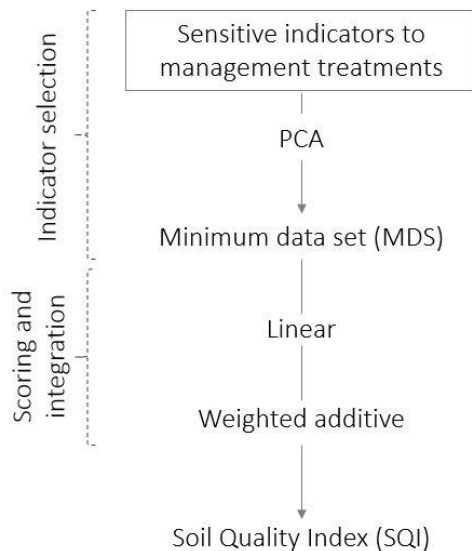 Sensitive indicators to
management treatments
Indicator selection
PCA
Minimum data set (MDS)
Scoring and
integration
Linear
Weighted additive
Soil Quality Index (SQI)